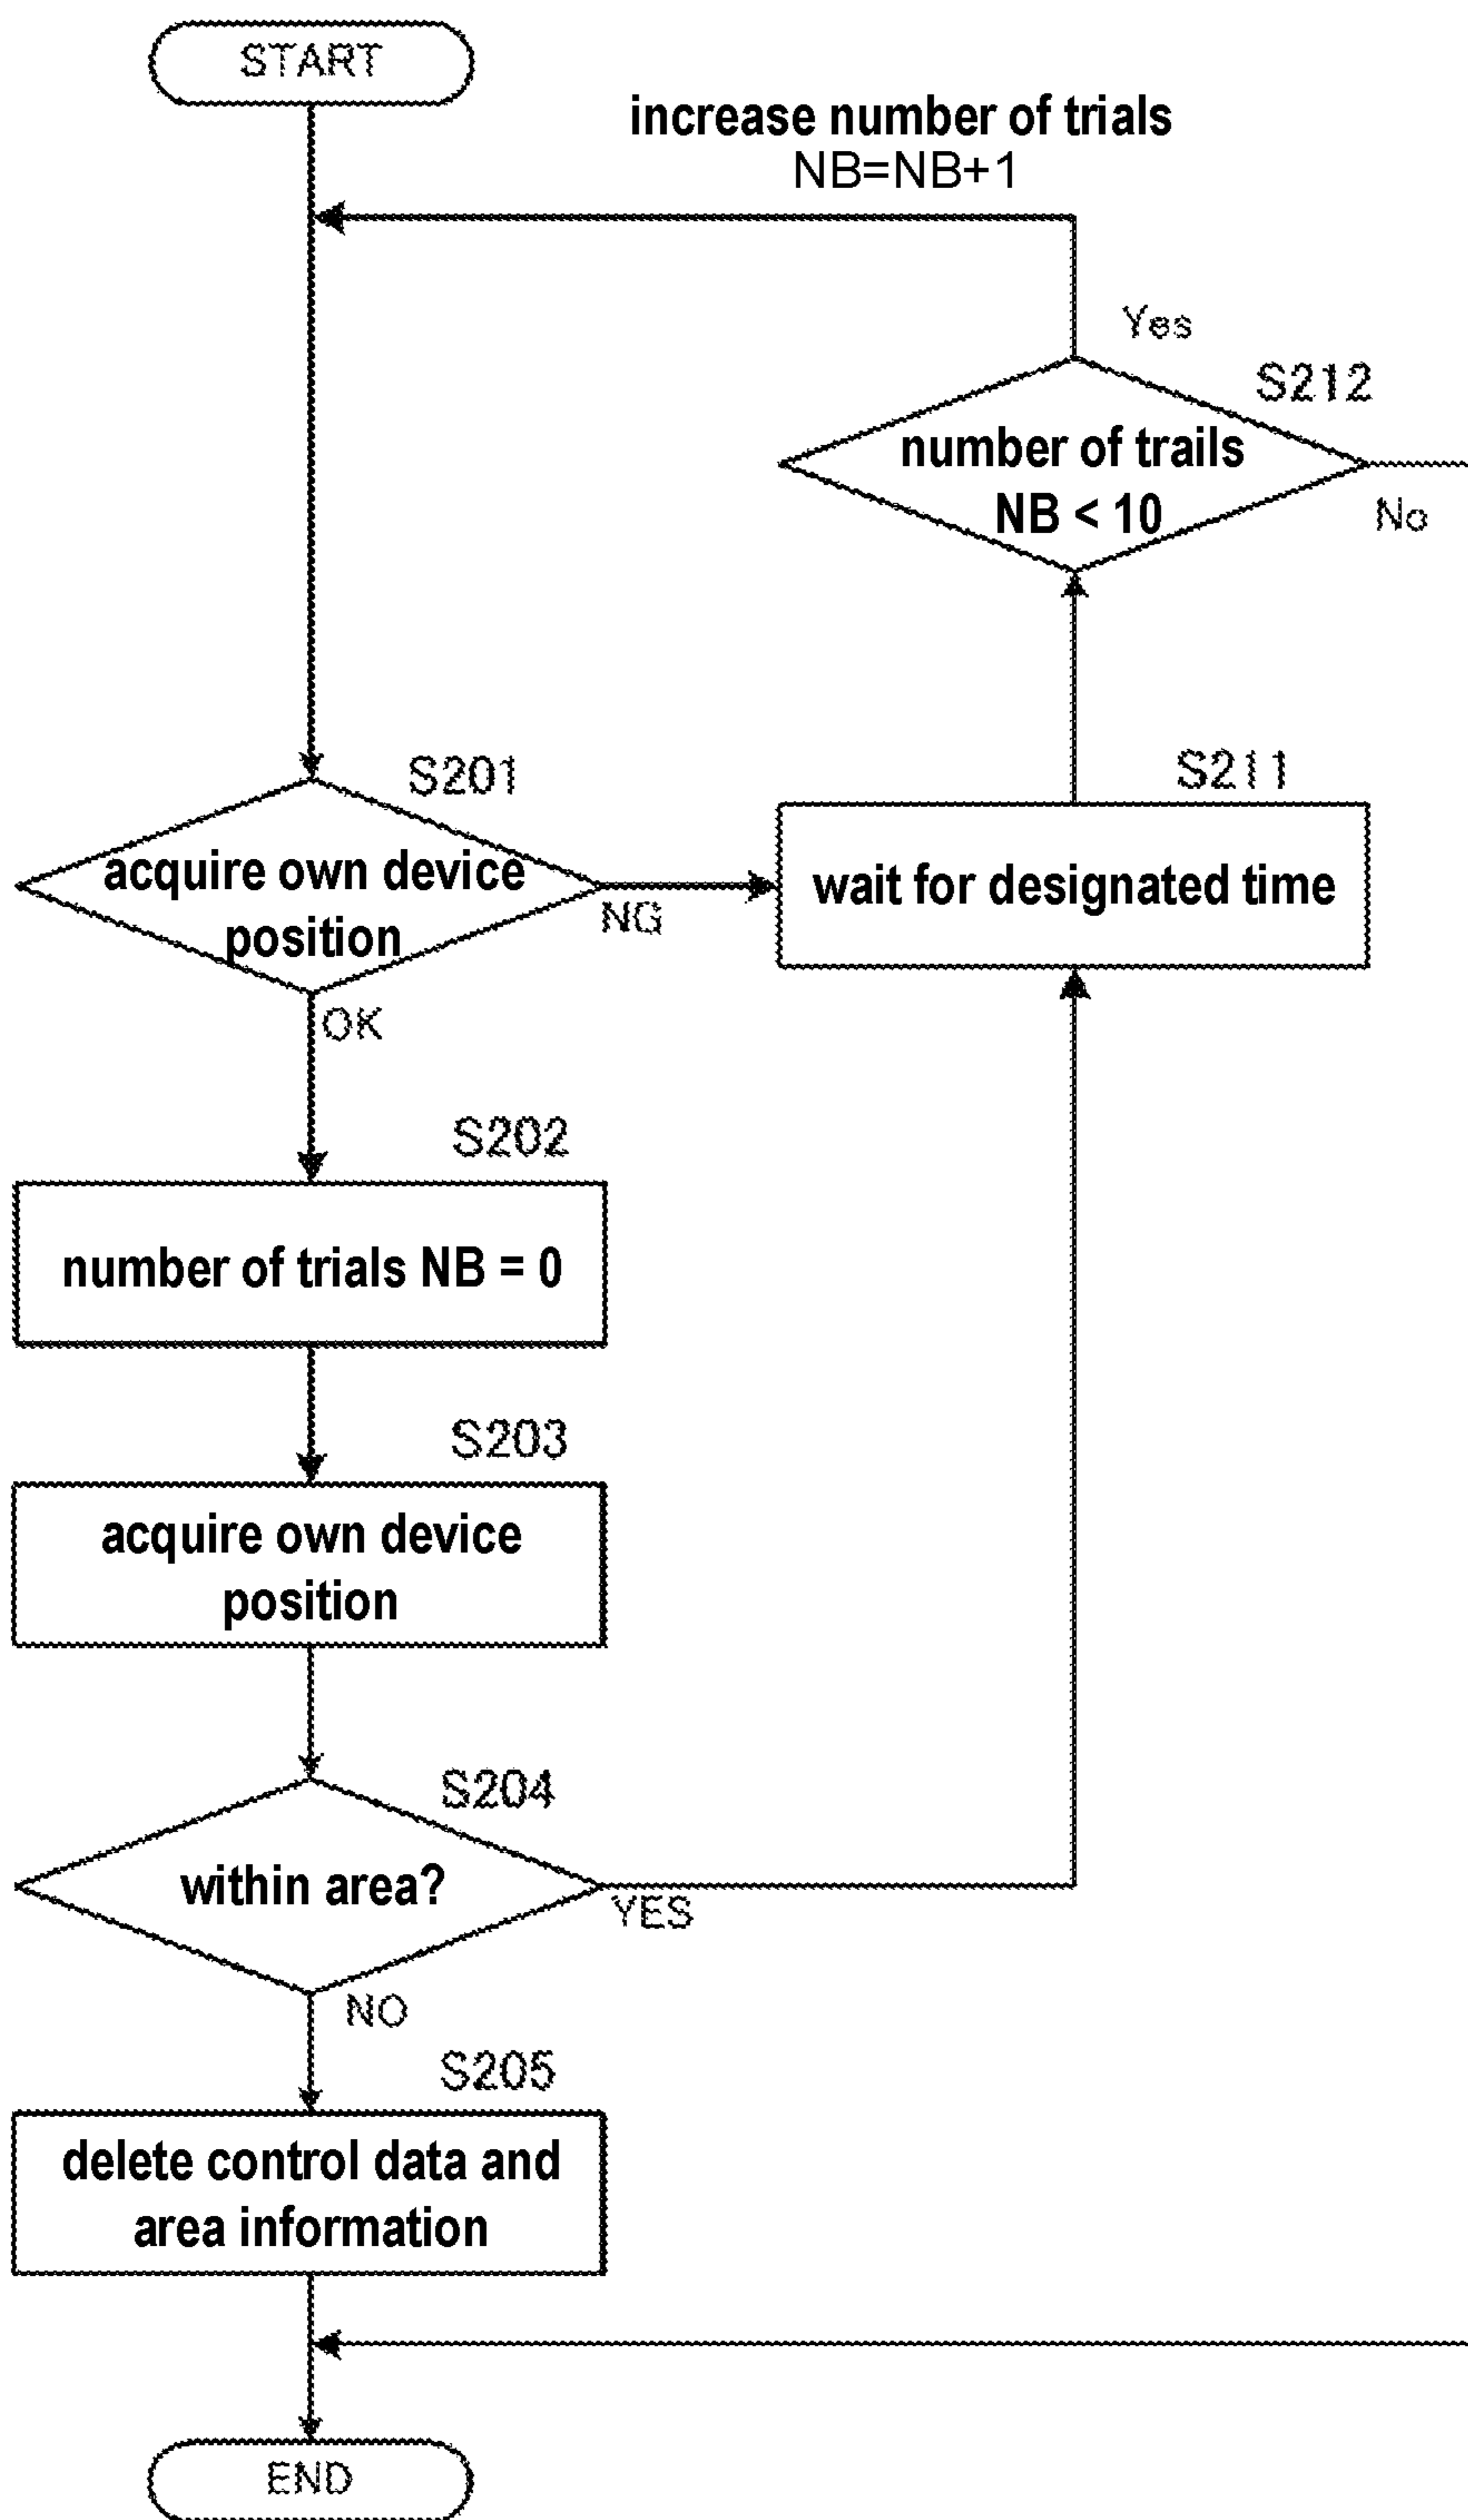 START
increase number of trials
NB=NB+1
Yes
S212
number of trails
NB < 10
No
S201
acquire own device
position
NG
OK
S211
wait for designated time
S202
number of trials NB = 0
S203
acquire own device
position
S204
within area?
YES
NO
S205
delete control data and
area information
END